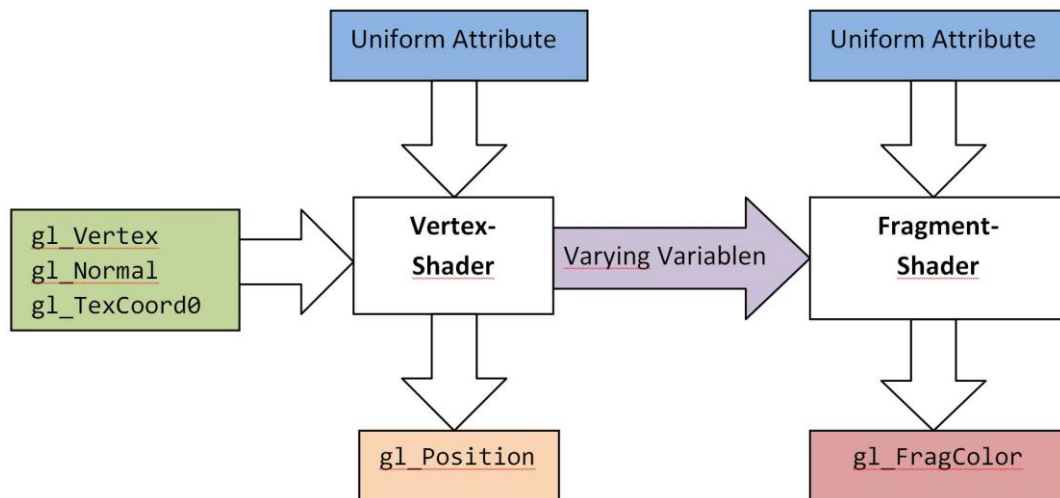 Uniform Attribute
Uniform Attribute
gl_Vertex
gl_Normal
gl_TexCoord0
Vertex-
Shader
Varying Variablen
Fragment-
Shader
gl_Position
gl_FragColor